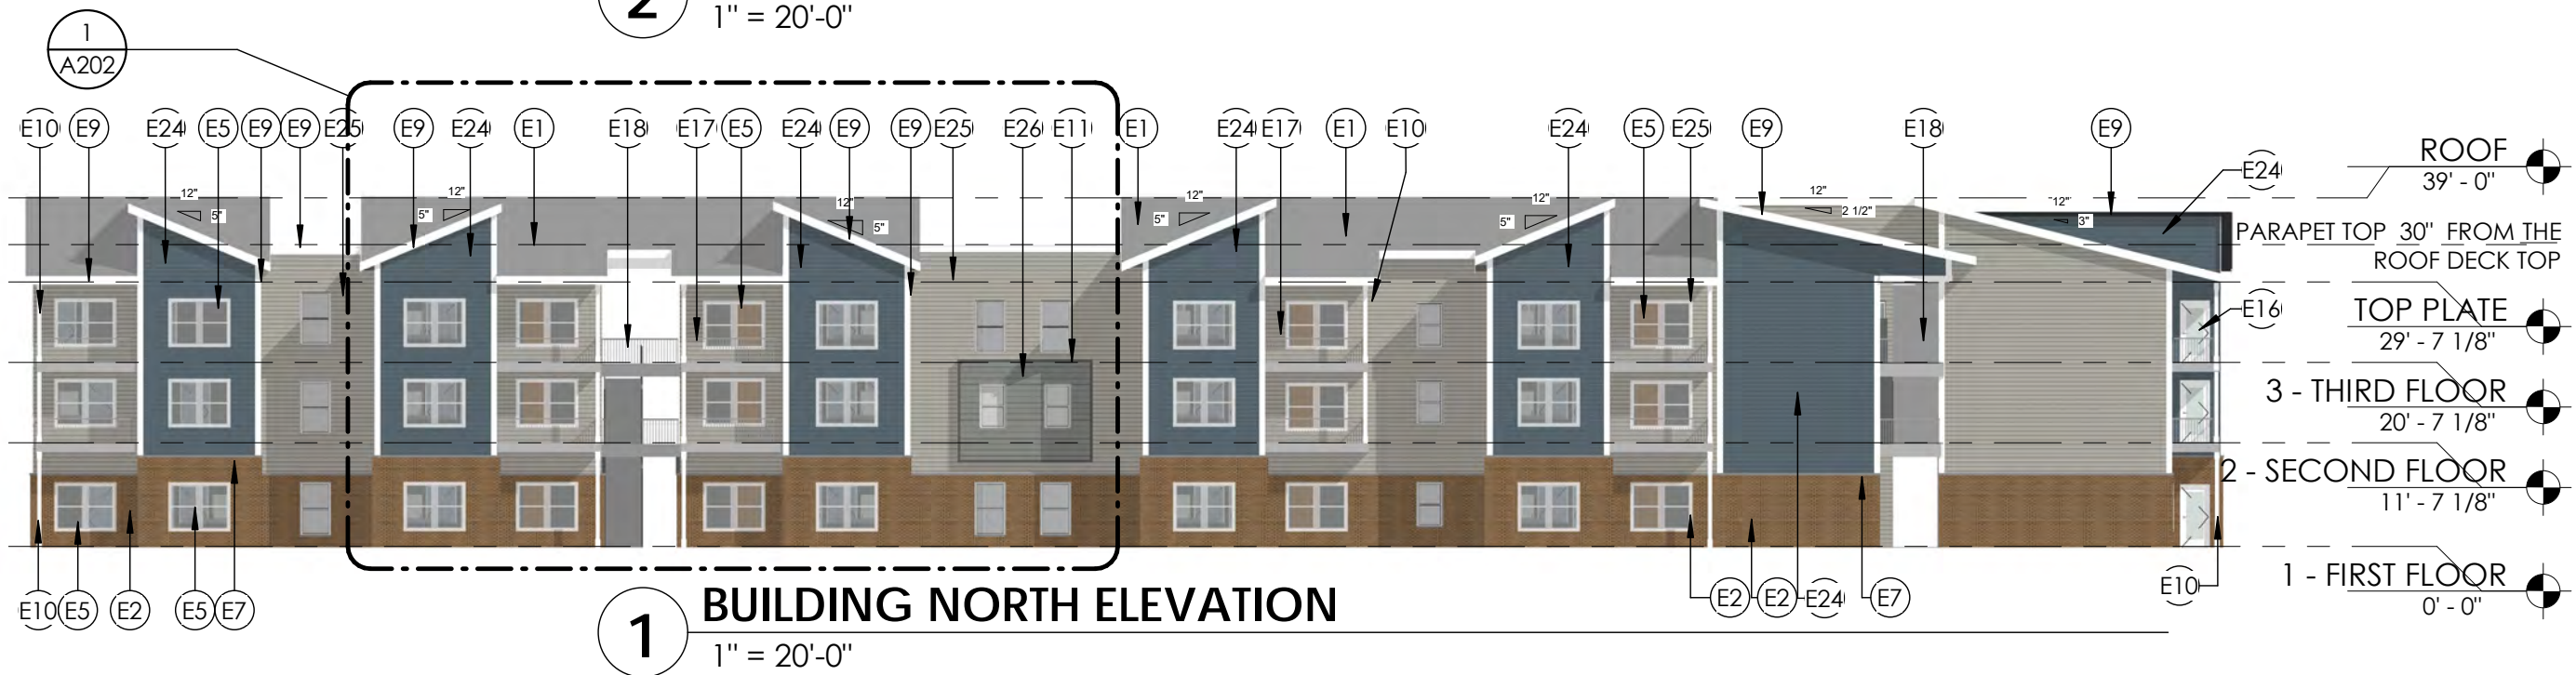 2
1" = 20'-0"
1
A202
E10 E9 E24 E5 E9 E9 E25 E9 E24 E1 E18 E17 E5 E24 E9 E9 E25 E26 E11 E1 E24 E17 E1 E10 E24 E5 E25 E9 E18 E9
ROOF
39' - 0"
E24
12" 5" 12" 5" 12" 5" 12" 5" 12" 5" 12" 2 1/2" 12" 3"
PARAPET TOP 30" FROM THE
ROOF DECK TOP
E16
TOP PLATE
29' - 7 1/8"
3 - THIRD FLOOR
20' - 7 1/8"
2 - SECOND FLOOR
11' - 7 1/8"
1 - FIRST FLOOR
0' - 0"
E10 E5 E2 E5 E7 E2 E2 E24 E7 E10
1 BUILDING NORTH ELEVATION
1" = 20'-0"